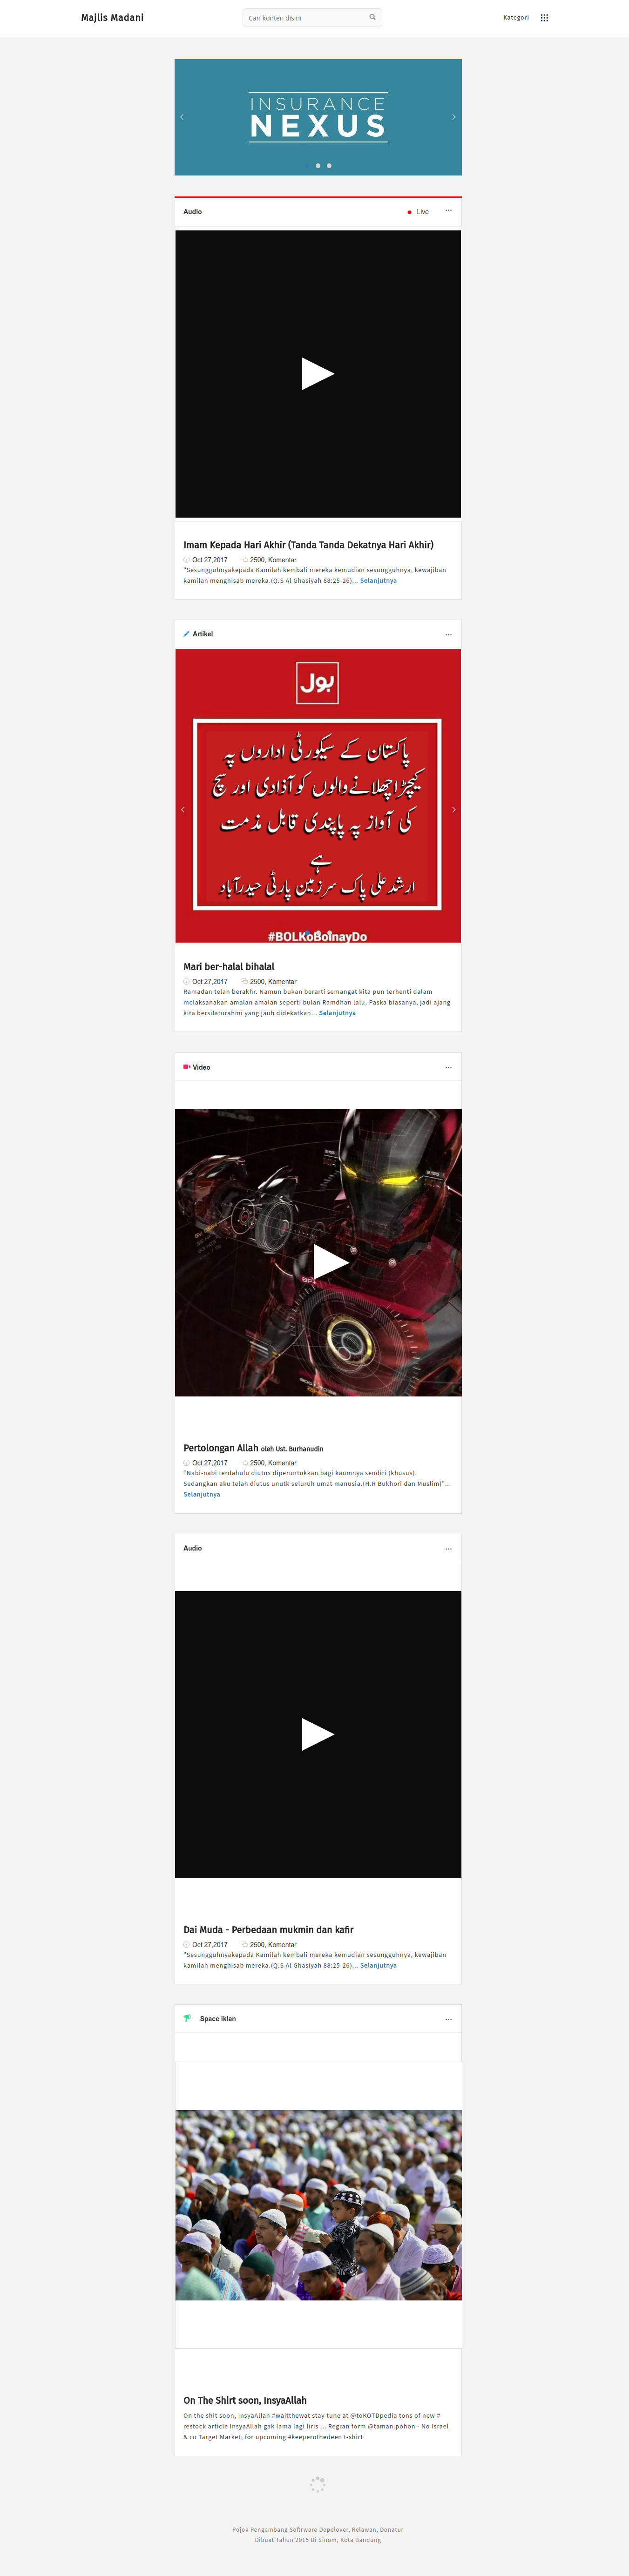 Majlis Madani
Cari konten disini
Kategori
INSURANCE
NEXUS
Audio
Live
Imam Kepada Hari Akhir (Tanda Tanda Dekatnya Hari Akhir)
Oct 27,2017 2500, Komentar
"Sesungguhnyakepada Kamilah kembali mereka kemudian sesungguhnya, kewajiban
kamilah menghisab mereka.(Q.S Al Ghasiyah 88:25-26)... Selanjutnya
Artikel
بول
پاکستان کے سیکورٹی اداروں پہ
کیچڑاچھلانےوالوں کو آذادی اور سچ
کی آواز پہ پاپندی قابل مذمت
ہے
ارشدعلی پاک سرزمین پارٹی حیدرآباد
#BOLKoBolnayDo
Mari ber-halal bihalal
Oct 27,2017 2500, Komentar
Ramadan telah berakhr. Namun bukan berarti semangat kita pun terhenti dalam
melaksanakan amalan amalan seperti bulan Ramdhan lalu, Paska biasanya, jadi ajang
kita bersilaturahmi yang jauh didekatkan... Selanjutnya
Video
Pertolongan Allah oleh Ust. Burhanudin
Oct 27,2017 2500, Komentar
"Nabi-nabi terdahulu diutus diperuntukkan bagi kaumnya sendiri (khusus).
Sedangkan aku telah diutus unutk seluruh umat manusia.(H.R Bukhori dan Muslim)"...
Selanjutnya
Audio
Dai Muda - Perbedaan mukmin dan kafir
Oct 27,2017 2500, Komentar
"Sesungguhnyakepada Kamilah kembali mereka kemudian sesungguhnya, kewajiban
kamilah menghisab mereka.(Q.S Al Ghasiyah 88:25-26)... Selanjutnya
Space iklan
On The Shirt soon, InsyaAllah
On the shit soon, InsyaAllah #waitthewat stay tune at @toKOTDpedia tons of new #
restock article InsyaAllah gak lama lagi liris ... Regran form @taman.pohon - No Israel
& co Target Market, for upcoming #keeperothedeen t-shirt
Pojok Pengembang Softrware Depelover, Relawan, Donatur
Dibuat Tahun 2015 Di Sinom, Kota Bandung